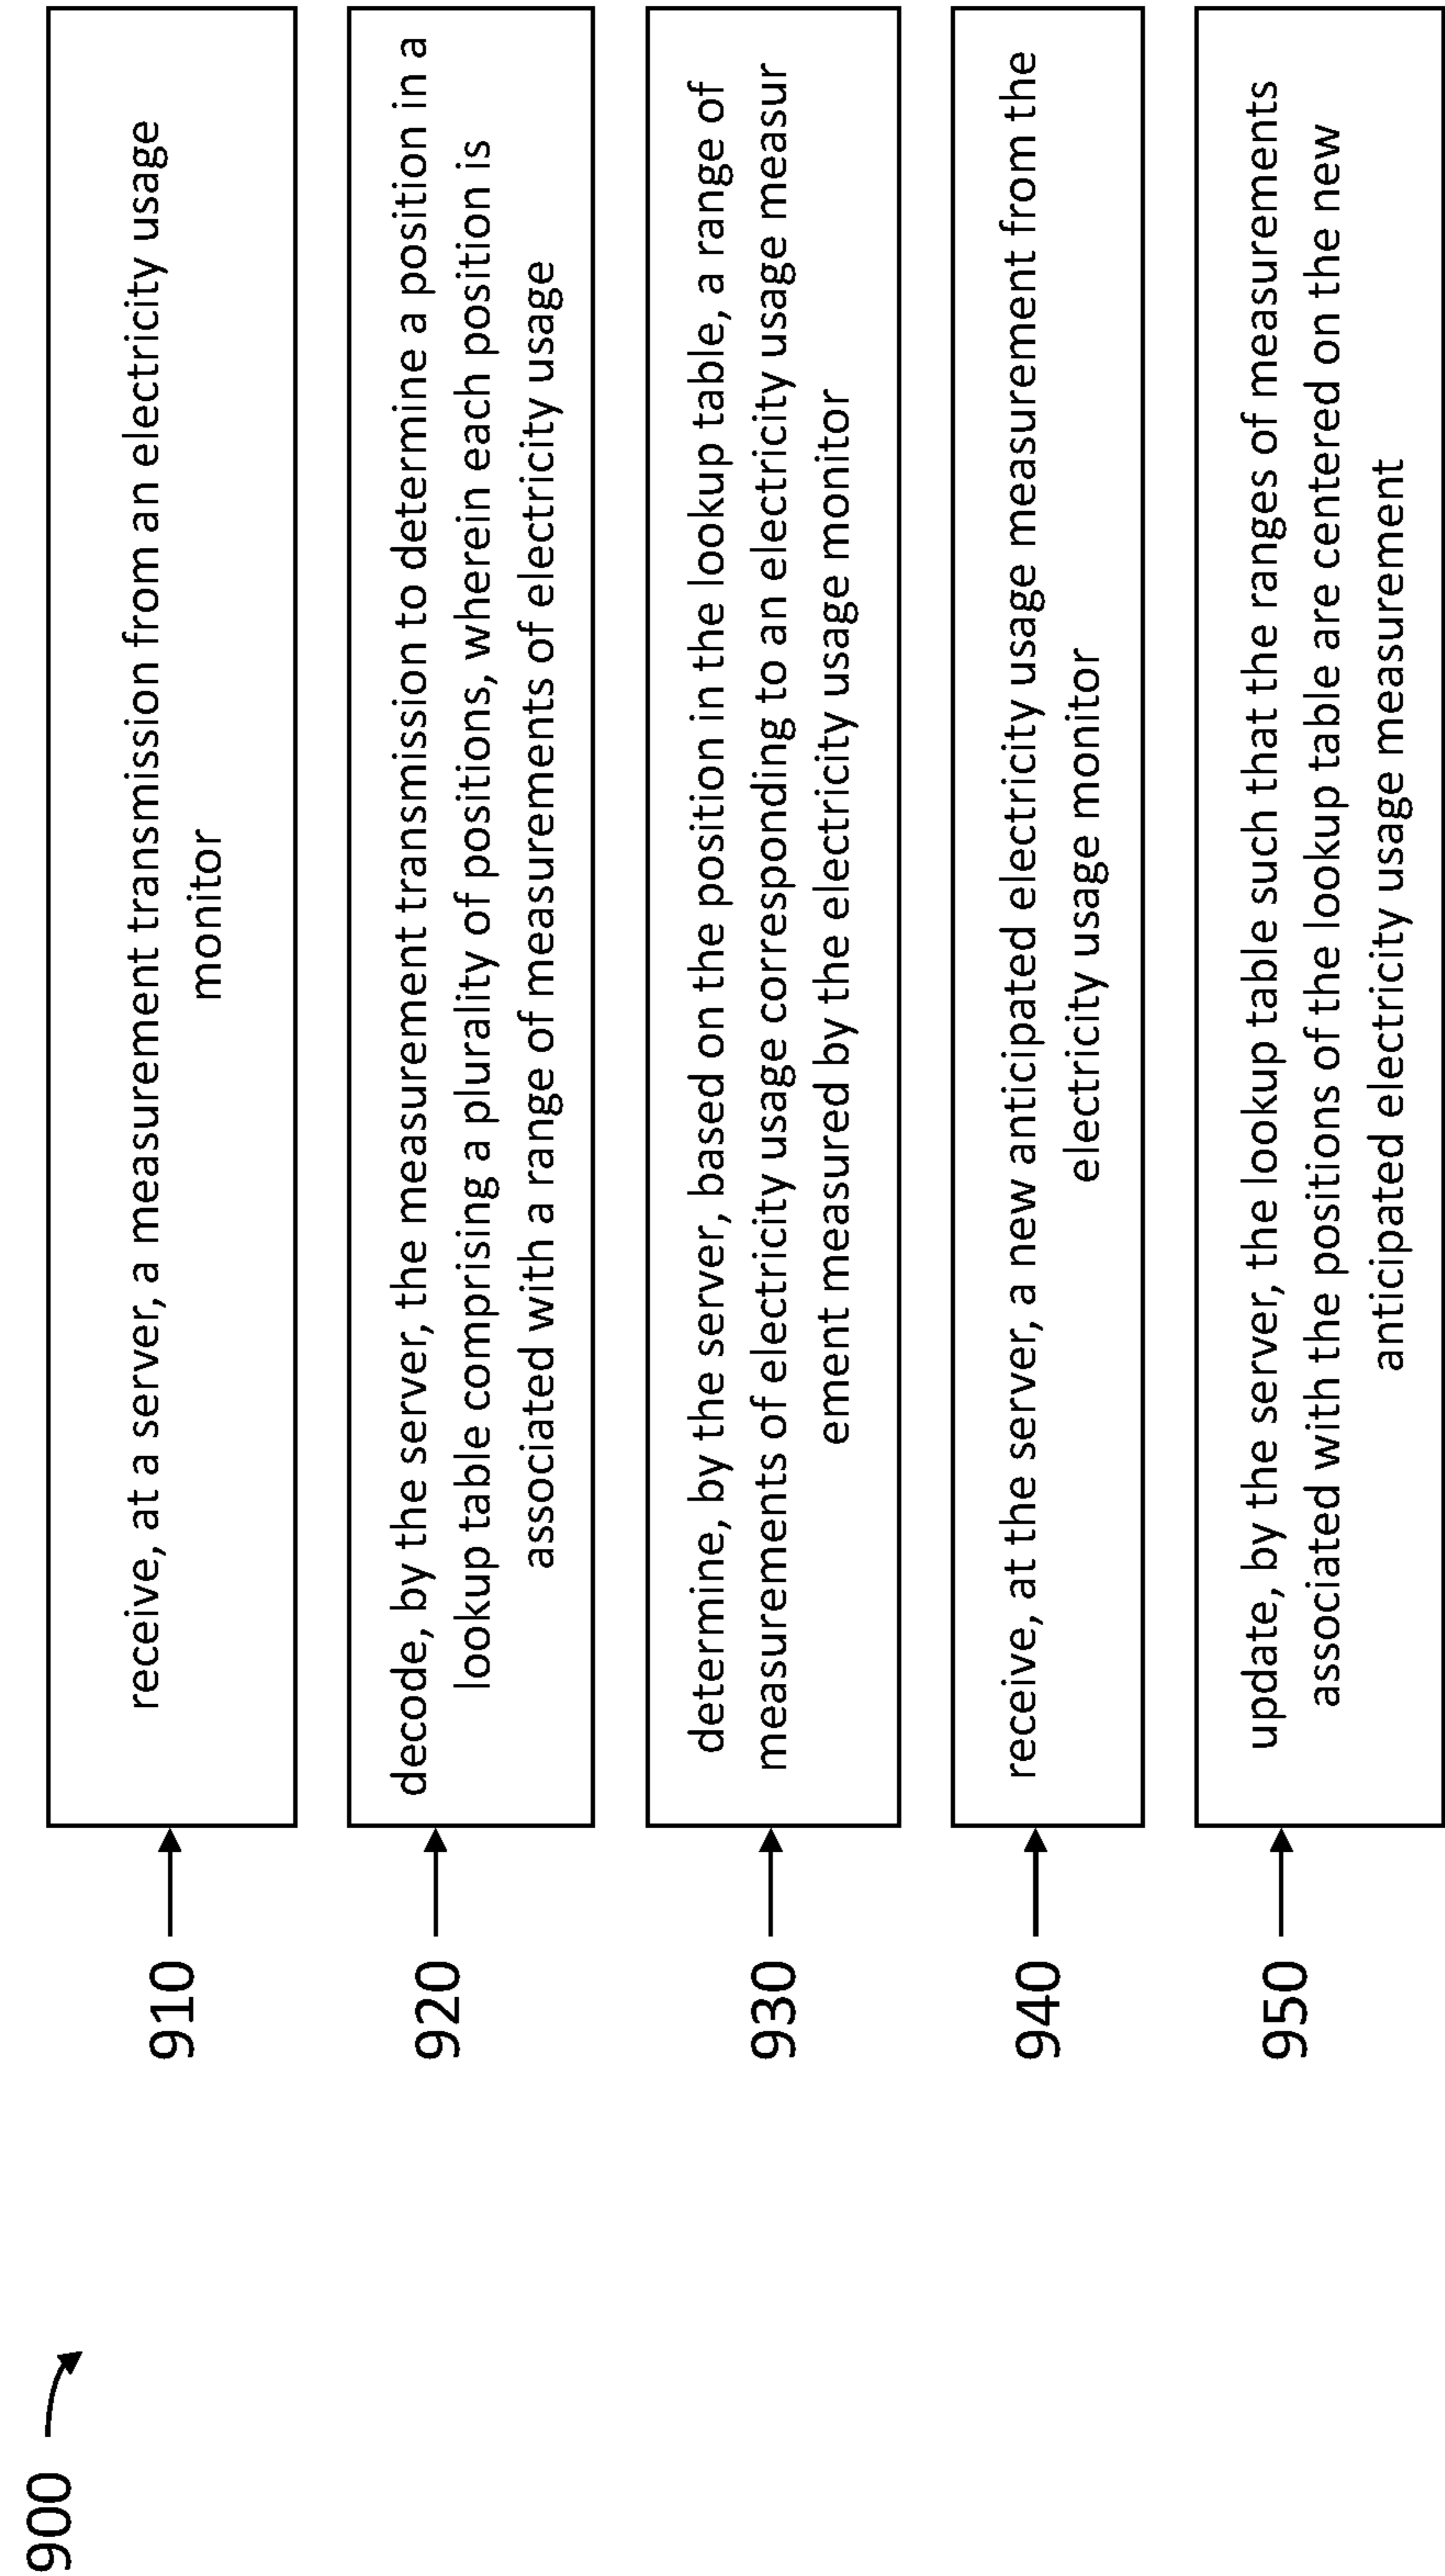 900
910
receive, at a server, a measurement transmission from an electricity usage
monitor
920
decode, by the server, the measurement transmission to determine a position in a
lookup table comprising a plurality of positions, wherein each position is
associated with a range of measurements of electricity usage
930
determine, by the server, based on the position in the lookup table, a range of
measurements of electricity usage corresponding to an electricity usage measur
ement measured by the electricity usage monitor
940
receive, at the server, a new anticipated electricity usage measurement from the
electricity usage monitor
950
update, by the server, the lookup table such that the ranges of measurements
associated with the positions of the lookup table are centered on the new
anticipated electricity usage measurement